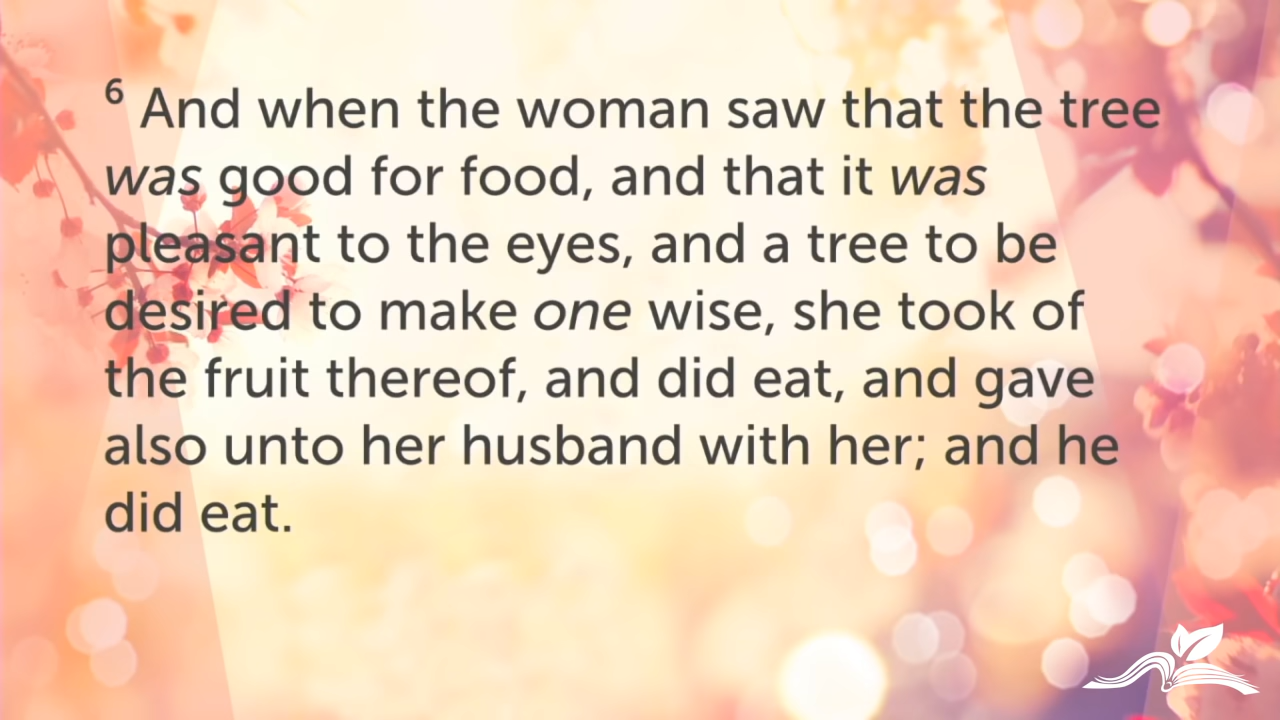 6 And when the woman saw that the tree
was good for food, and that it was
pleasant to the eyes, and a tree to be
desired to make one wise, she took of
the fruit thereof, and did eat, and gave
also unto her husband with her; and he
did eat.